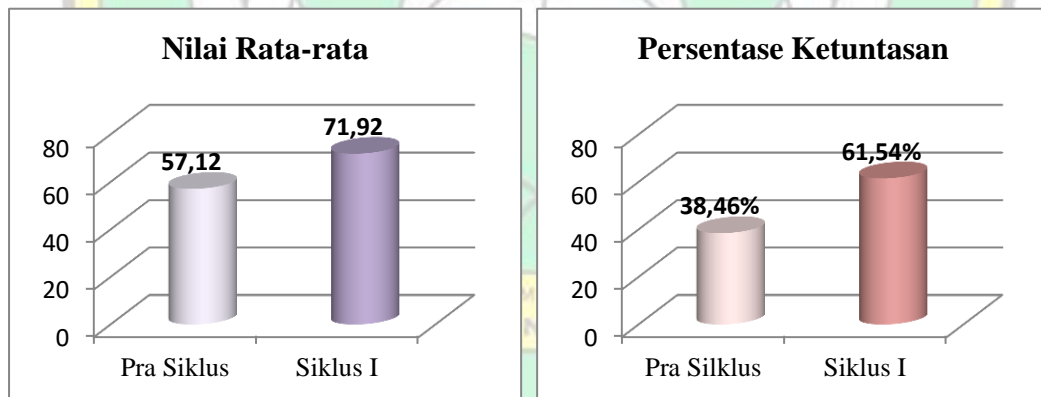 Nilai Rata-rata
80
60
40
20
0
57,12
71,92
Pra Siklus
Siklus I
Persentase Ketuntasan
80
60
40
20
0
38,46%
61,54%
Pra Silklus
Siklus I
M
N